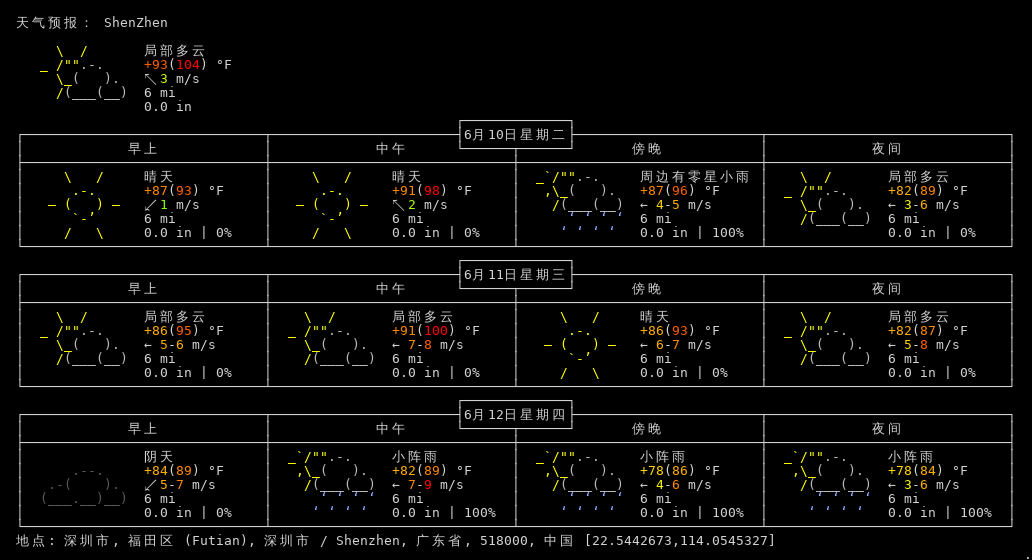 天气预报： ShenZhen
局部多云
+93(104) °F
↖3 m/s
6 mi
0.0 in
6月10日星期二
早上 中午 傍晚 夜间
晴天 晴天 周边有零星小雨 局部多云
+87(93) °F +91(98) °F +87(96) °F +82(89) °F
↙1 m/s ↖2 m/s ← 4-5 m/s ← 3-6 m/s
6 mi 6 mi 6 mi 6 mi
0.0 in | 0% 0.0 in | 0% 0.0 in | 100% 0.0 in | 0%
6月11日星期三
早上 中午 傍晚 夜间
局部多云 局部多云 晴天 局部多云
+86(95) °F +91(100) °F +86(93) °F +82(87) °F
← 5-6 m/s ← 7-8 m/s ← 6-7 m/s ← 5-8 m/s
6 mi 6 mi 6 mi 6 mi
0.0 in | 0% 0.0 in | 0% 0.0 in | 0% 0.0 in | 0%
6月12日星期四
早上 中午 傍晚 夜间
阴天 小阵雨 小阵雨 小阵雨
+84(89) °F +82(89) °F +78(86) °F +78(84) °F
↙5-7 m/s ← 7-9 m/s ← 4-6 m/s ← 3-6 m/s
6 mi 6 mi 6 mi 6 mi
0.0 in | 0% 0.0 in | 100% 0.0 in | 100% 0.0 in | 100%
地点: 深圳市, 福田区 (Futian), 深圳市 / Shenzhen, 广东省, 518000, 中国 [22.5442673,114.0545327]